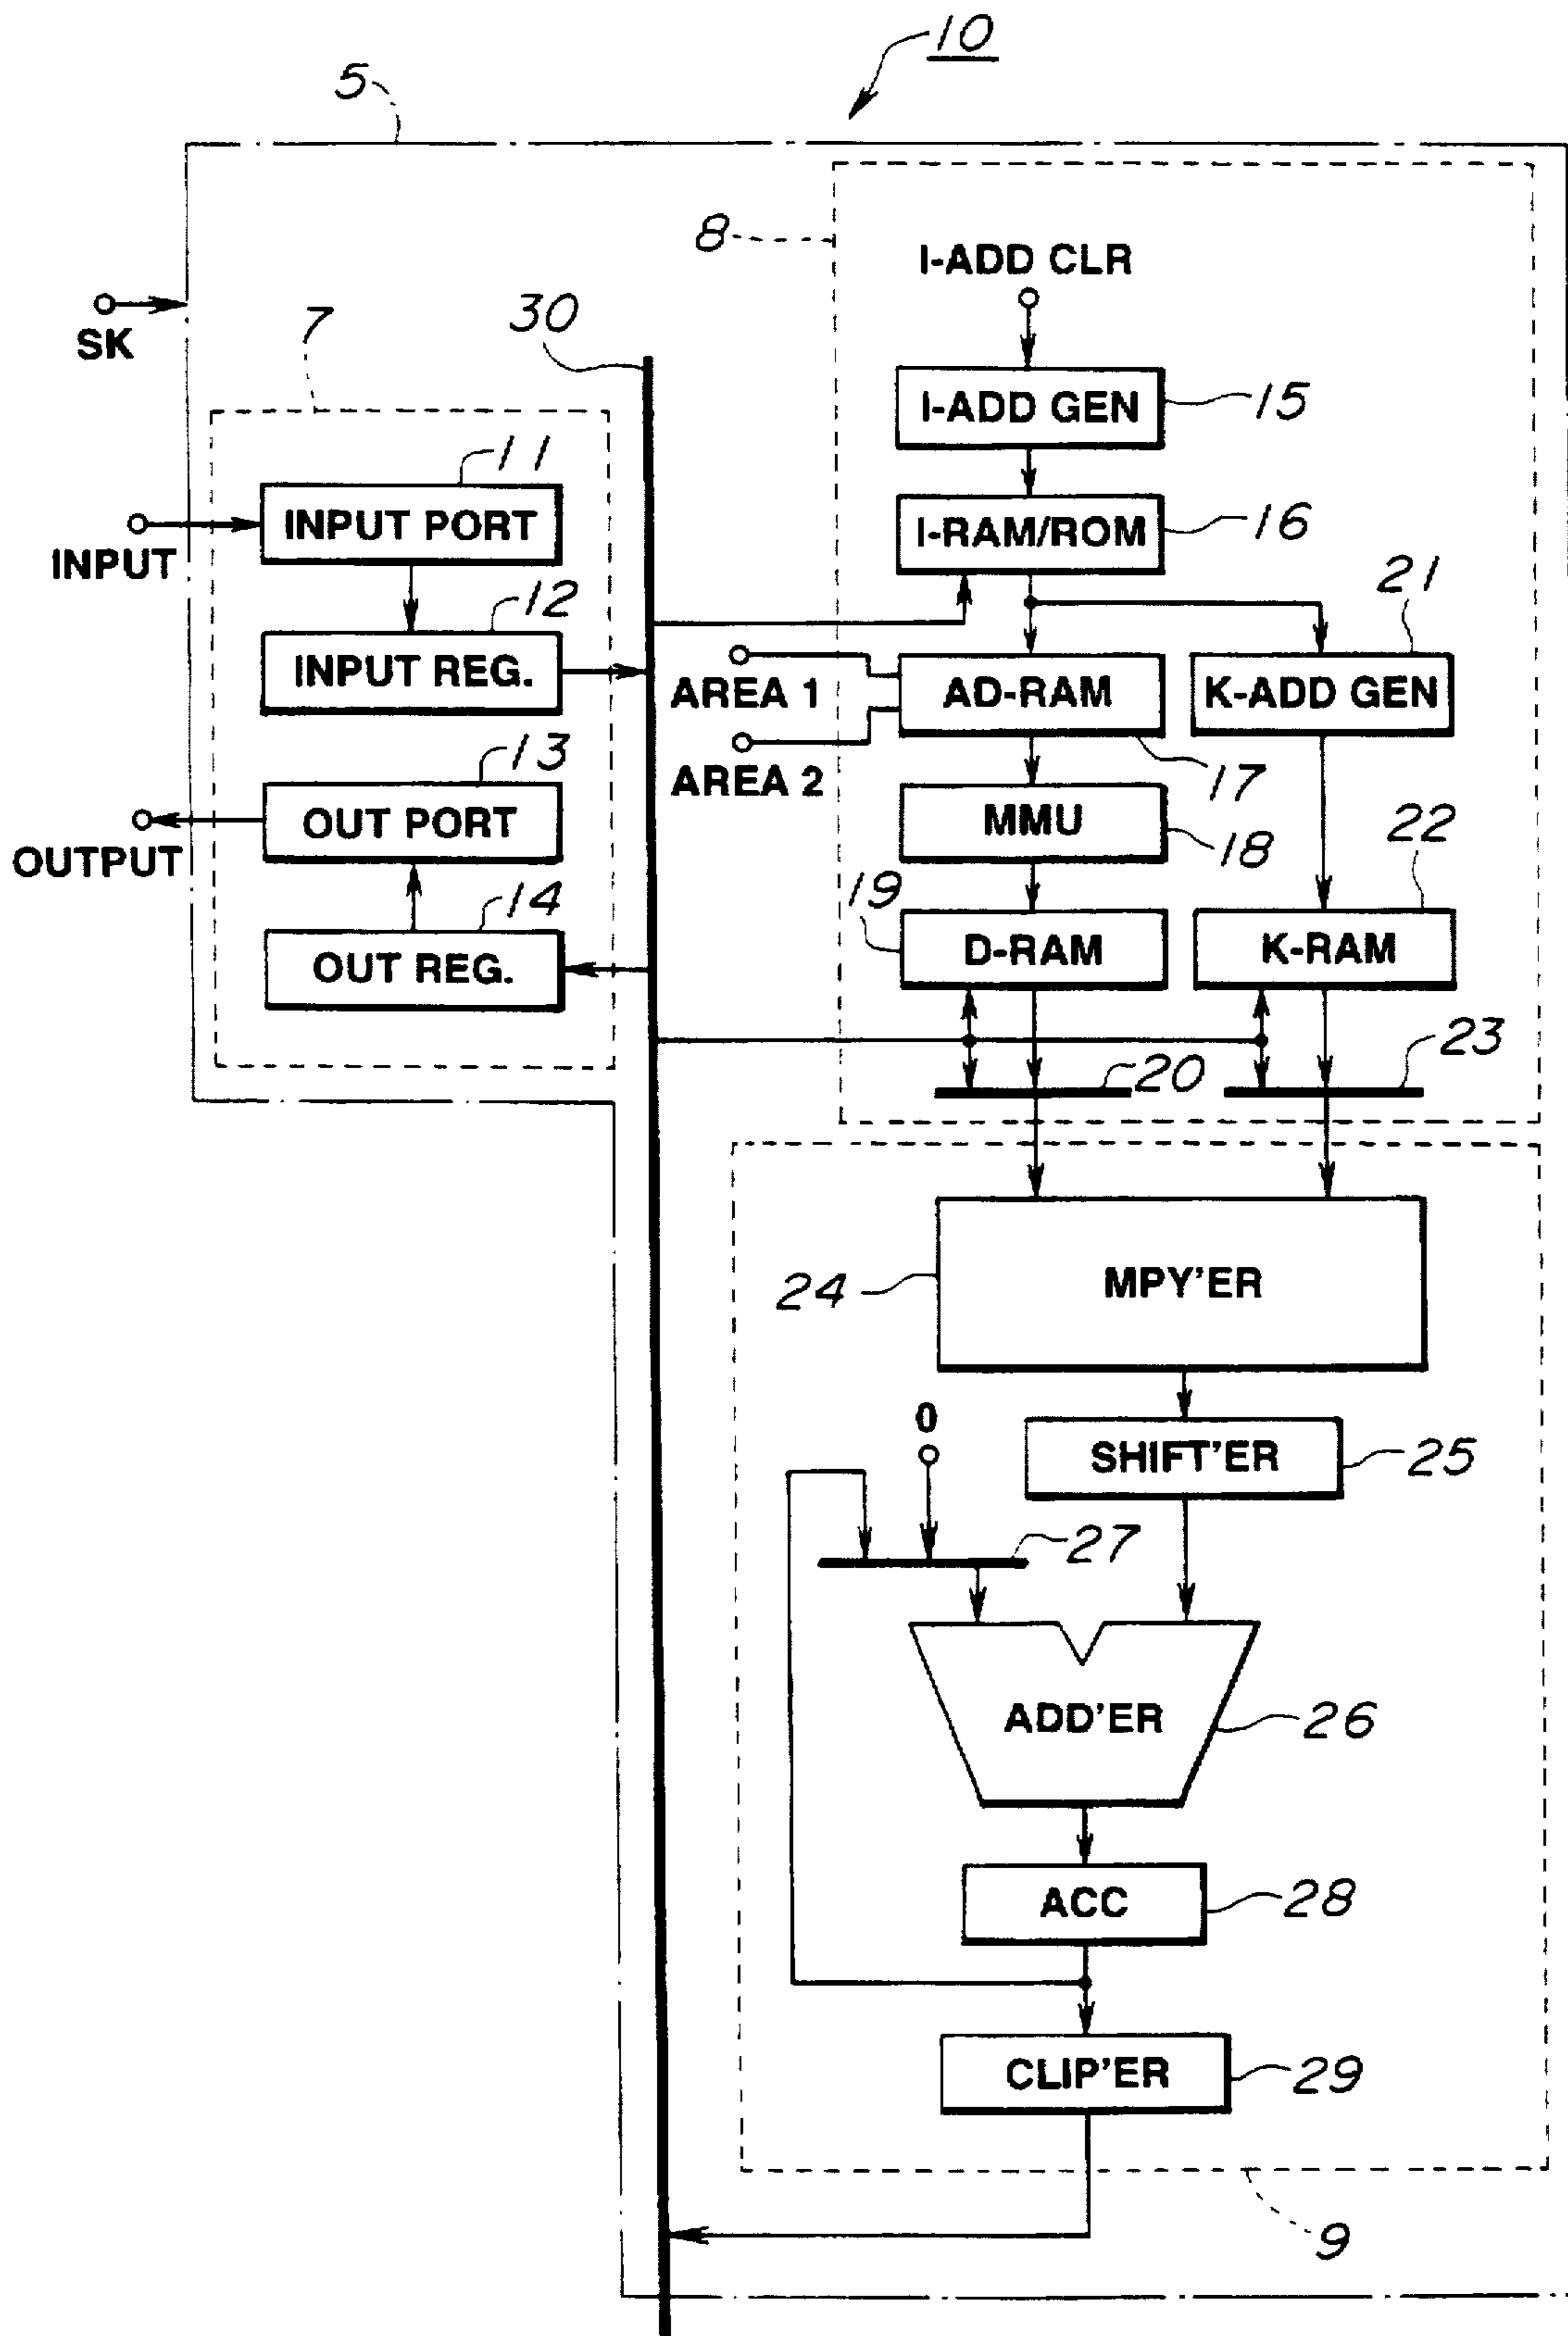 10
5
8
I-ADD CLR
SK
7
30
I-ADD GEN
15
11
INPUT PORT
INPUT
I-RAM/ROM
16
21
12
INPUT REG.
AREA 1
AD-RAM
K-ADD GEN
AREA 2
17
13
OUT PORT
OUTPUT
MMU
18
22
14
19
OUT REG.
D-RAM
K-RAM
20
23
24
MPY'ER
0
SHIFT'ER
25
27
ADD'ER
26
ACC
28
CLIP'ER
29
9